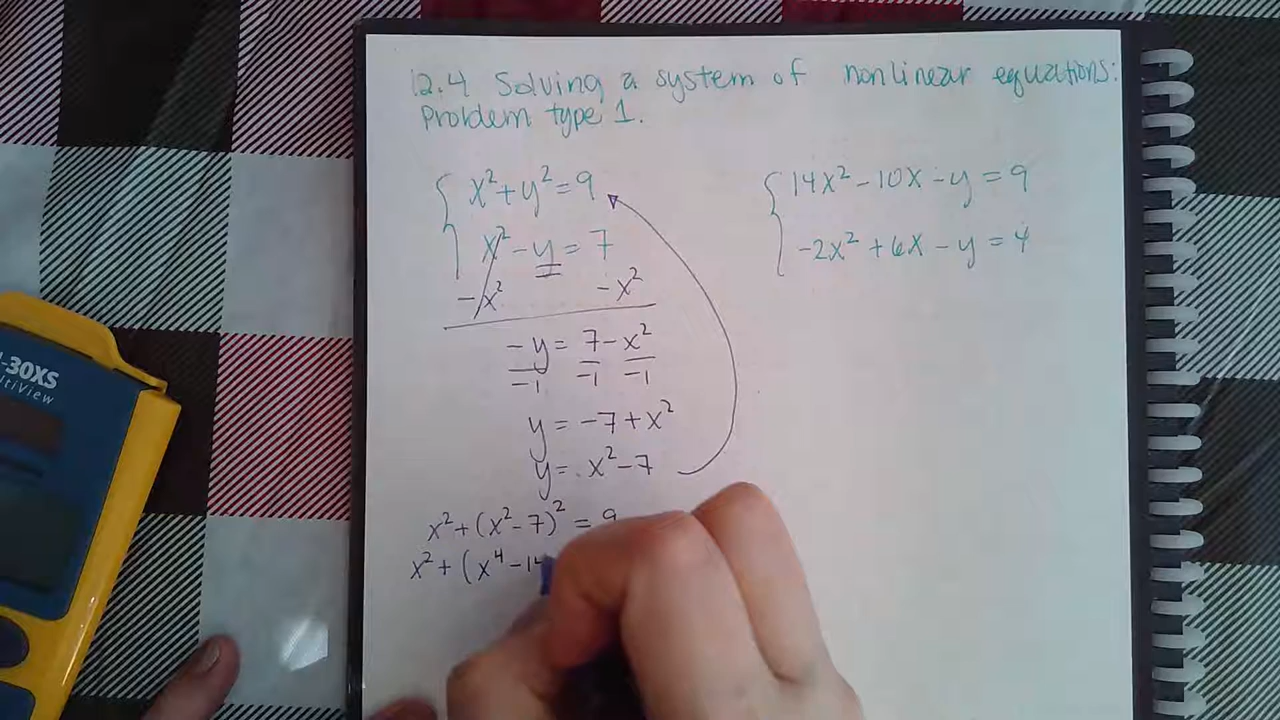 12.4 Solving a system of nonlinear equations:
Problem type 1.
x² + y² = 9
x² - y = 7
-x² -x²
-y = 7 - x²
-1 -1 -1
y = -7 + x²
y = x² - 7
x² + (x² - 7)² = 9
x² + (x⁴ - 14
14x² - 10x - y = 9
-2x² + 6x - y = 4
-30XS
MultiView